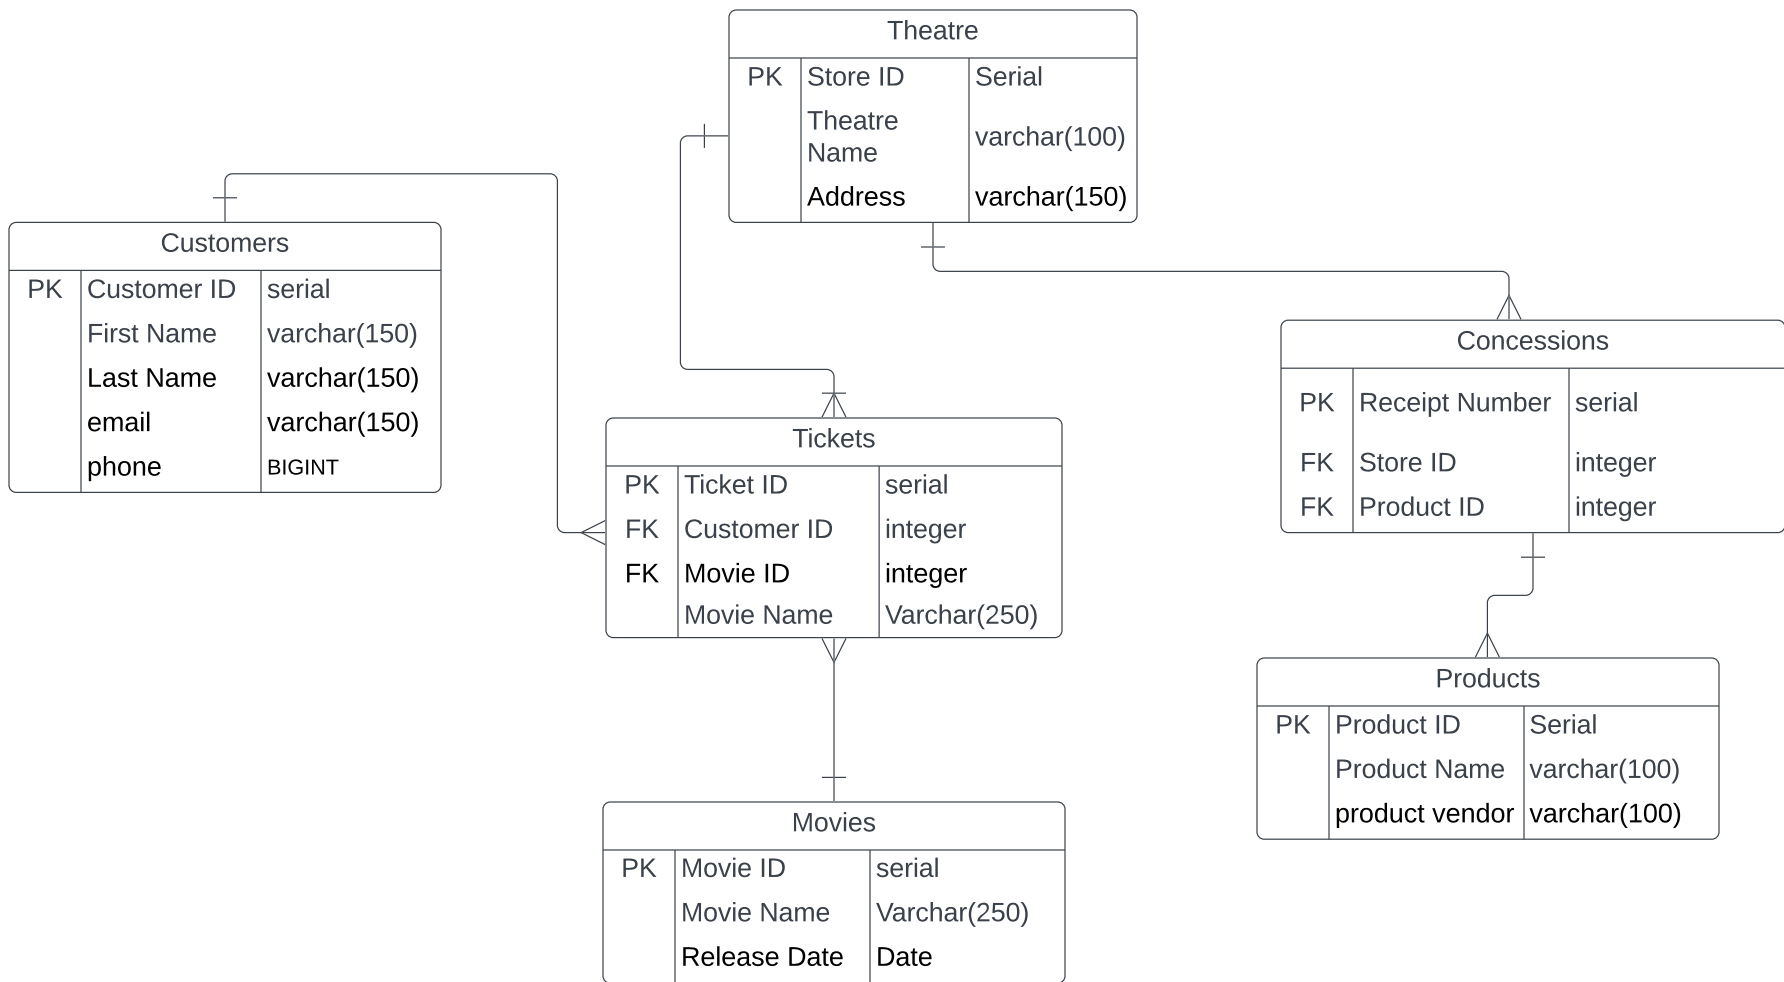 Theatre
PK Store ID Serial
Theatre
Name varchar(100)
Address varchar(150)
Customers
PK Customer ID serial
First Name varchar(150)
Last Name varchar(150)
email varchar(150)
phone BIGINT
Concessions
PK Receipt Number serial
FK Store ID integer
FK Product ID integer
Tickets
PK Ticket ID serial
FK Customer ID integer
FK Movie ID integer
Movie Name Varchar(250)
Products
PK Product ID Serial
Product Name varchar(100)
product vendor varchar(100)
Movies
PK Movie ID serial
Movie Name Varchar(250)
Release Date Date